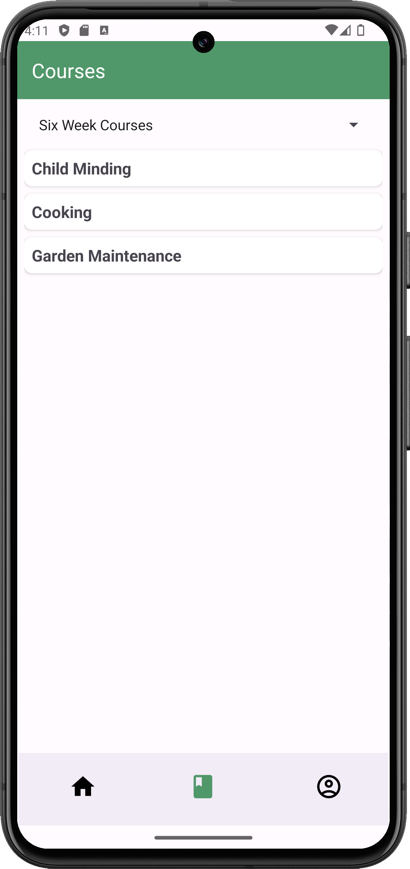 4:11
Courses
Six Week Courses
Child Minding
Cooking
Garden Maintenance